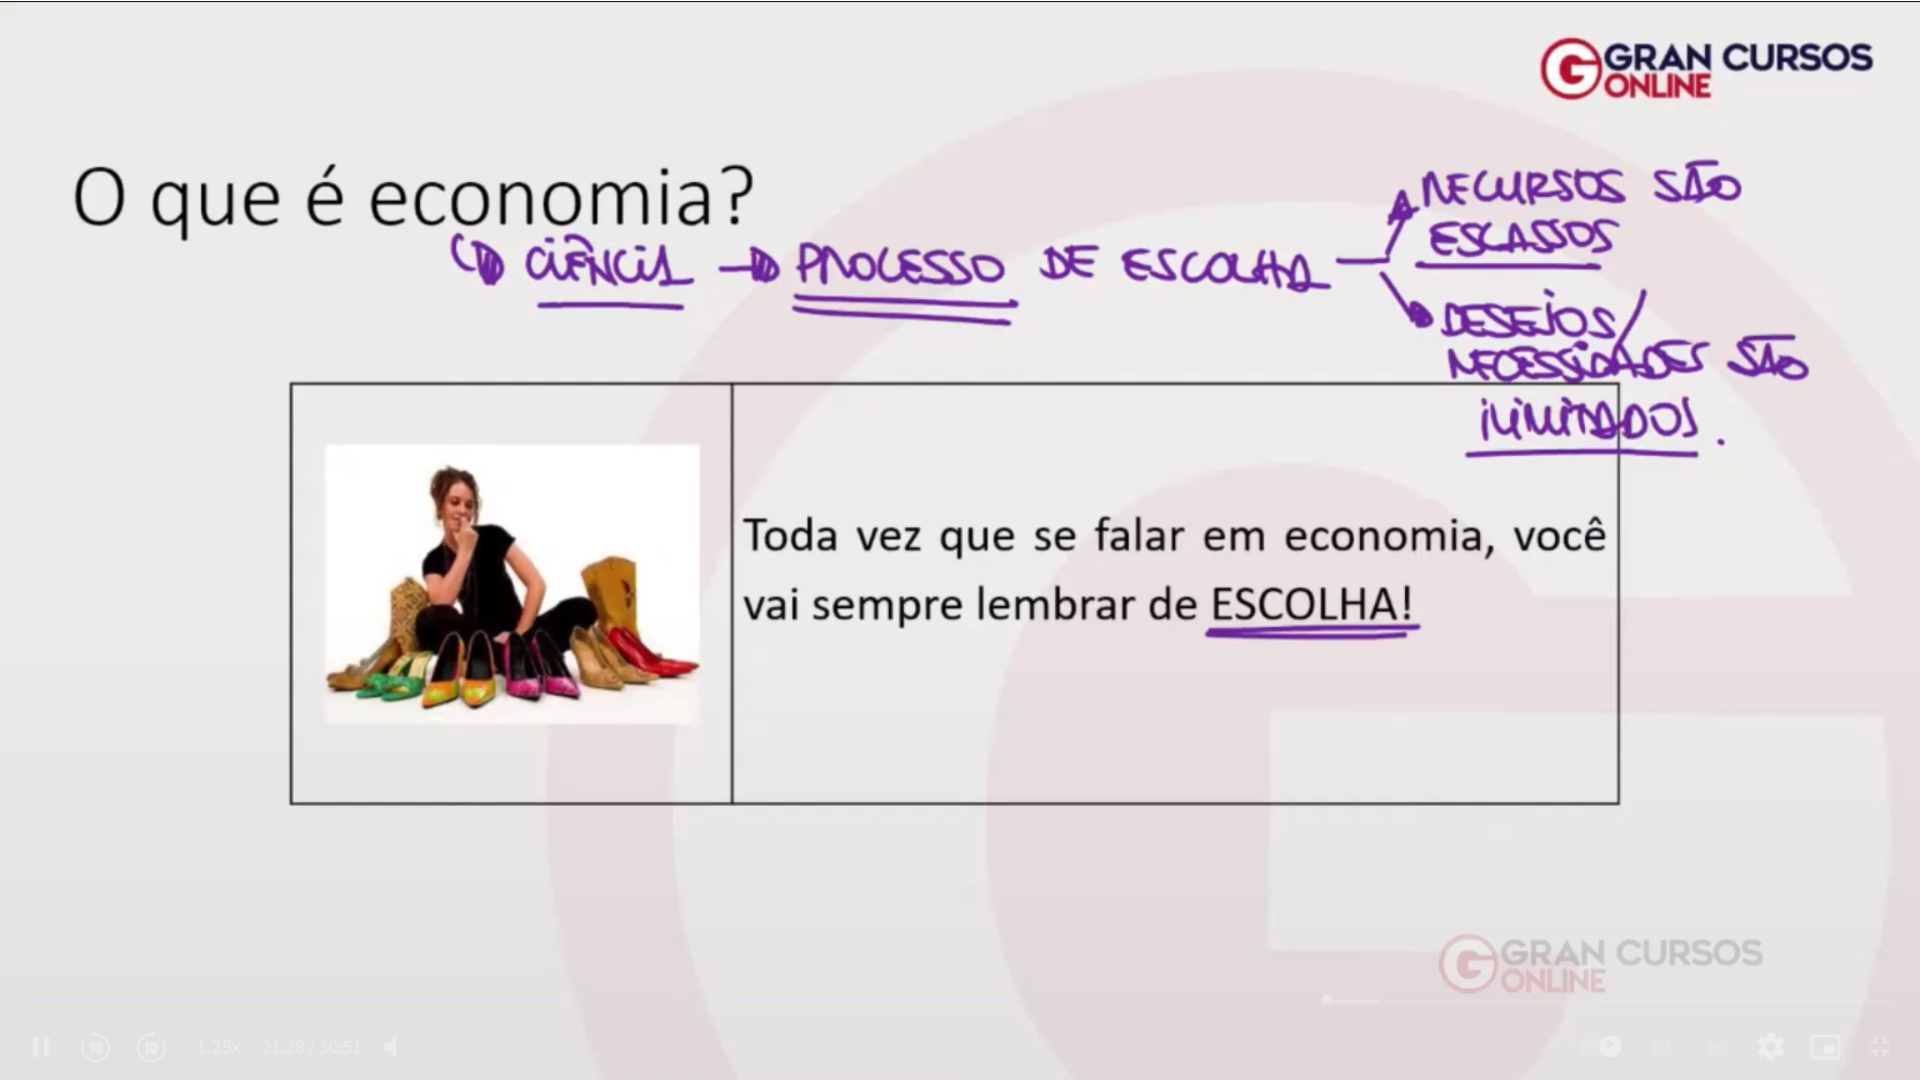 GRAN CURSOS
ONLINE
O que é economia?
CIÊNCIA → PROCESSO DE ESCOLHA
RECURSOS SÃO
ESCASSOS
DESEJOS/
NECESSIDADES SÃO
ILIMITADOS.
Toda vez que se falar em economia, você
vai sempre lembrar de ESCOLHA!
GRAN CURSOS
ONLINE
10 10 1.25x 21:28 / 30:51